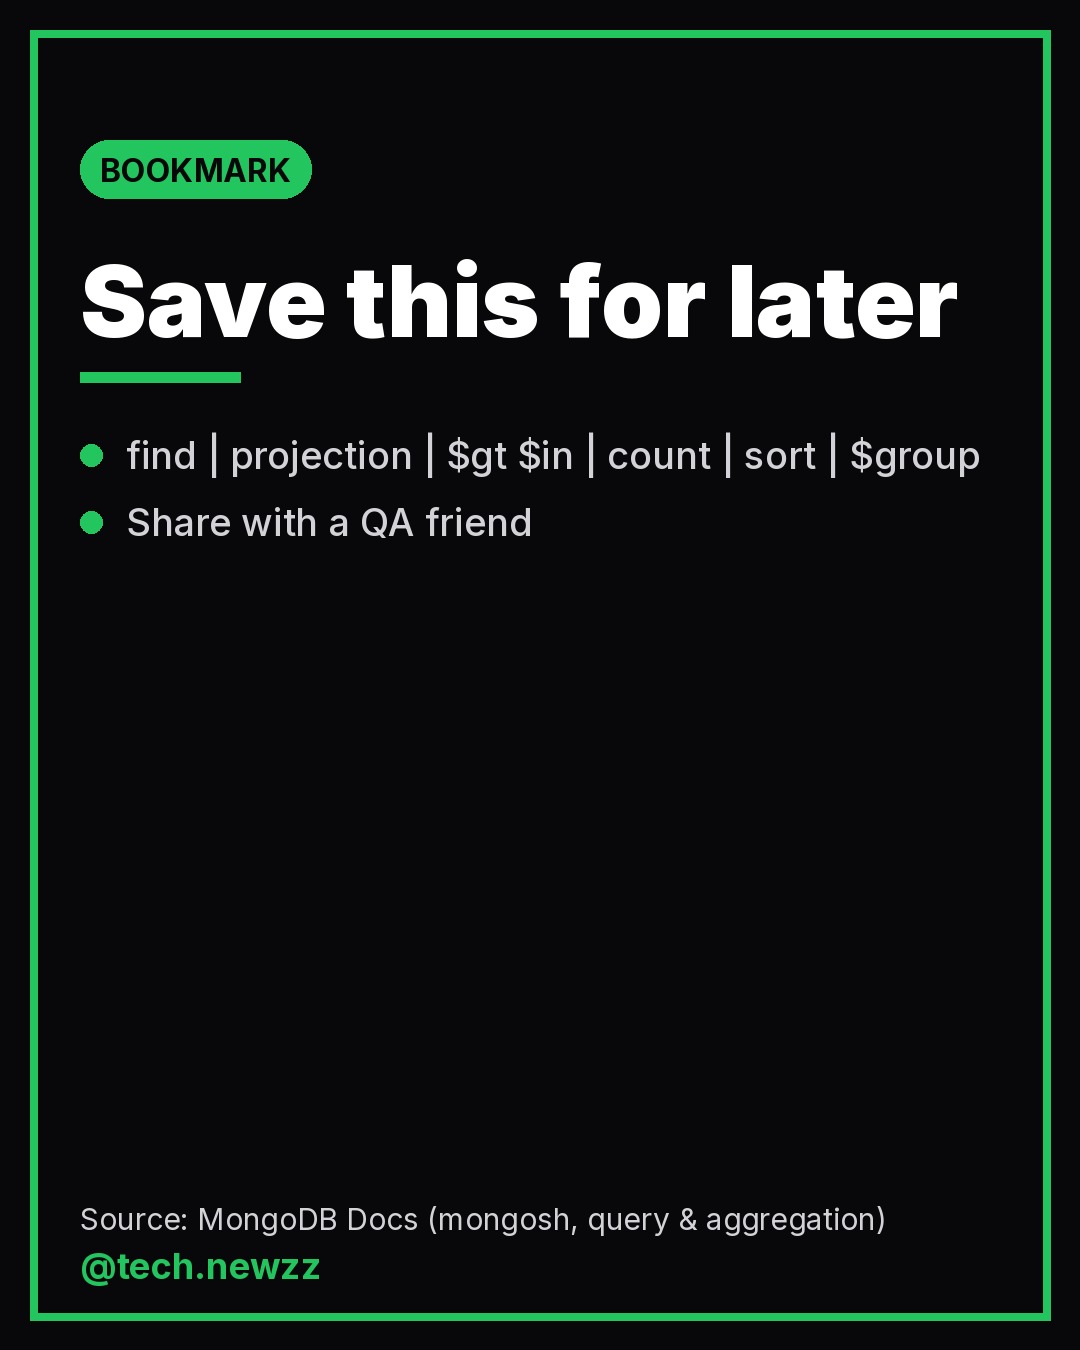 BOOKMARK
Save this for later
find | projection | $gt $in | count | sort | $group
Share with a QA friend
Source: MongoDB Docs (mongosh, query & aggregation)
@tech.newzz